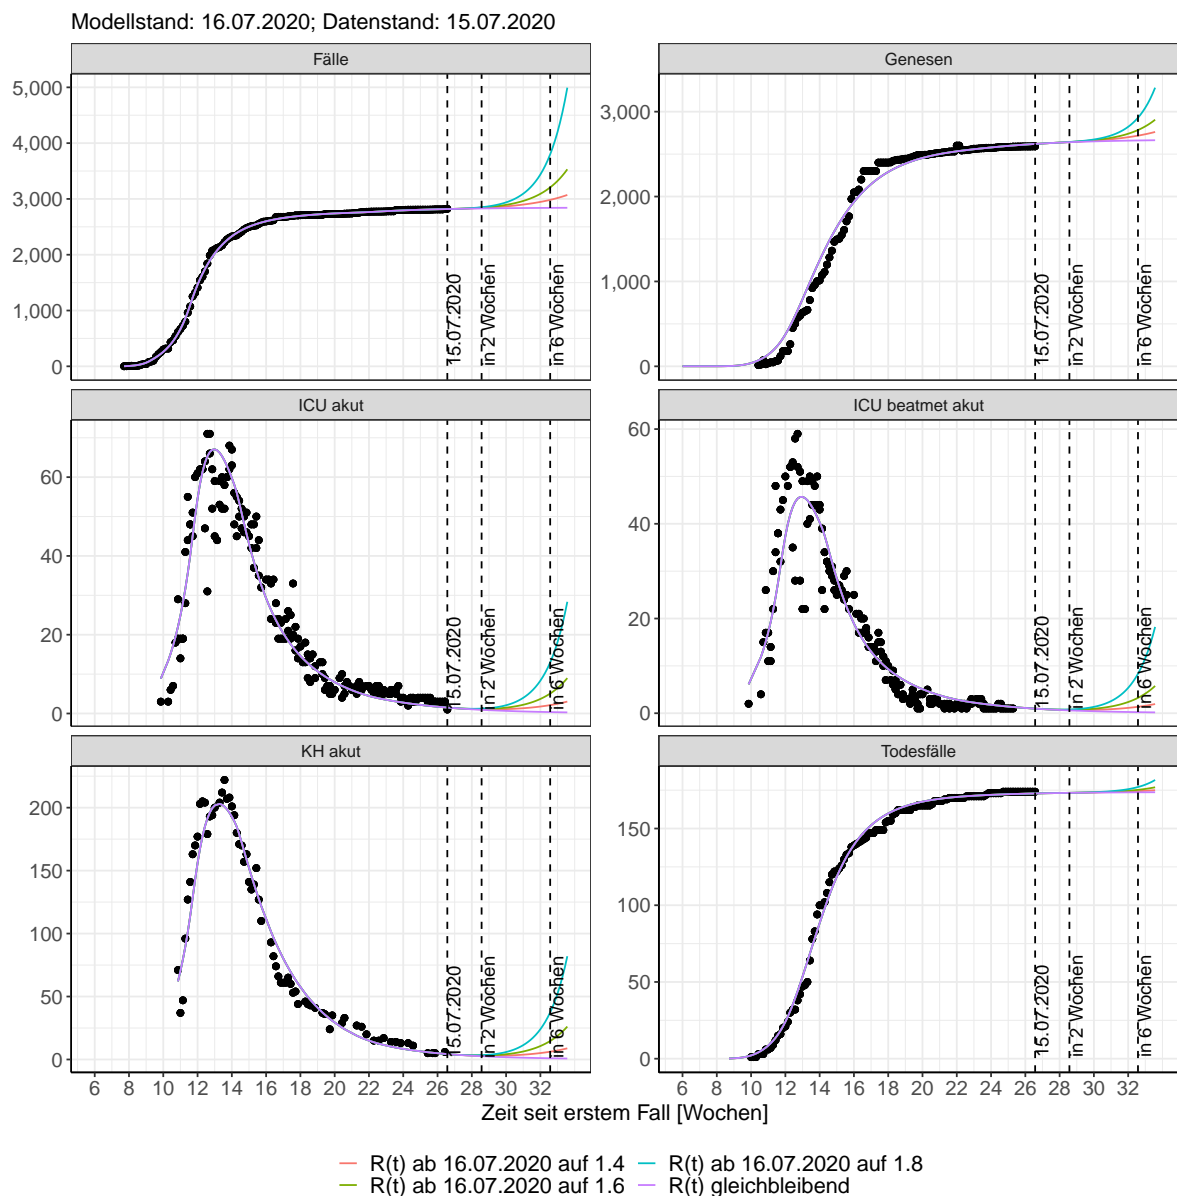 Modellstand: 16.07.2020; Datenstand: 15.07.2020
Fälle
Genesen
5,000
4,000
3,000
2,000
1,000
0
15.07.2020
in 2 Wochen
in 6 Wochen
3,000
2,000
1,000
0
15.07.2020
in 2 Wochen
in 6 Wochen
ICU akut
ICU beatmet akut
60
40
20
0
15.07.2020
in 2 Wochen
in 6 Wochen
60
40
20
0
15.07.2020
in 2 Wochen
in 6 Wochen
KH akut
Todesfälle
200
150
100
50
0
15.07.2020
in 2 Wochen
in 6 Wochen
150
100
50
0
15.07.2020
in 2 Wochen
in 6 Wochen
6 8 10 12 14 16 18 20 22 24 26 28 30 32
6 8 10 12 14 16 18 20 22 24 26 28 30 32
Zeit seit erstem Fall [Wochen]
R(t) ab 16.07.2020 auf 1.4
R(t) ab 16.07.2020 auf 1.8
R(t) ab 16.07.2020 auf 1.6
R(t) gleichbleibend